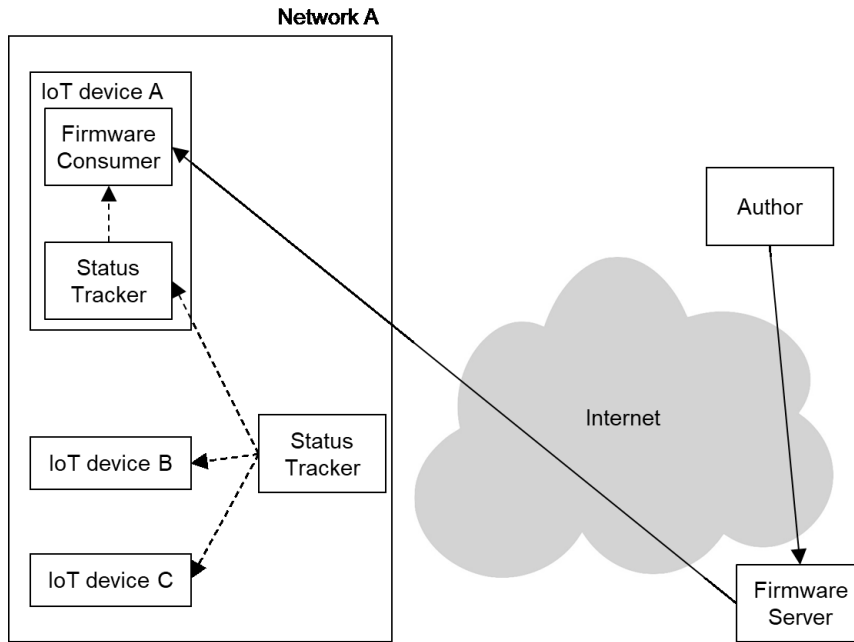 Network A
IoT device A
Firmware
Consumer
Status
Tracker
Author
Internet
Status
Tracker
IoT device B
IoT device C
Firmware
Server